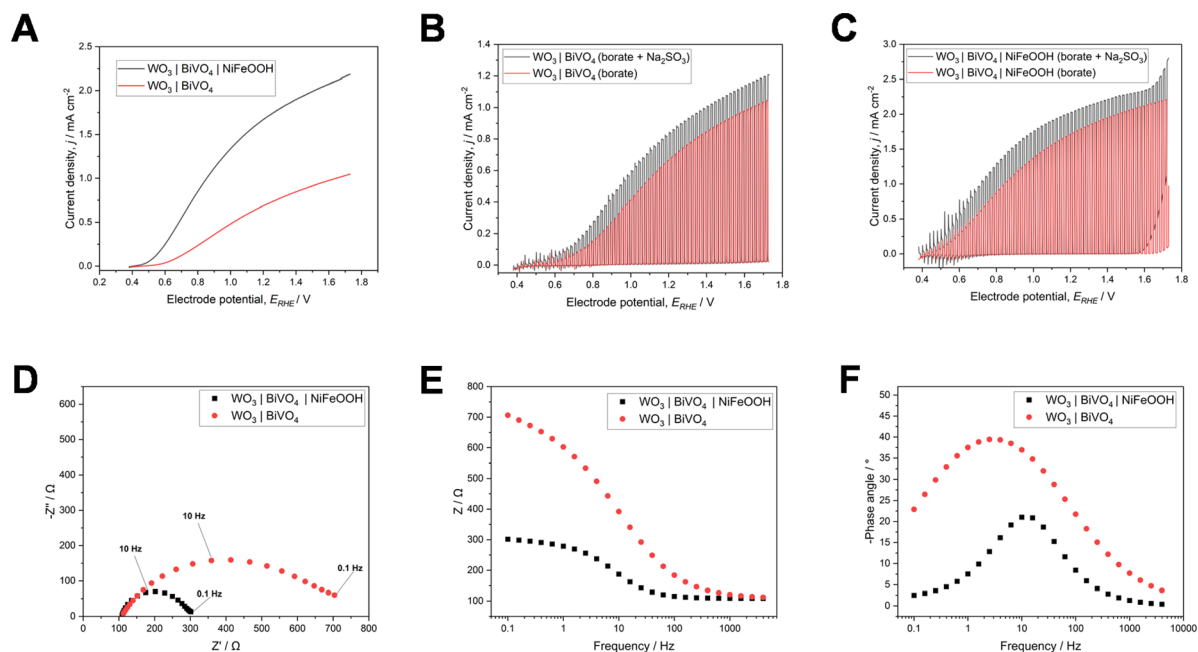 A
2.5
2.0
1.5
1.0
0.5
0.0
Current density, j / mA cm⁻²
WO₃ | BiVO₄ | NiFeOOH
WO₃ | BiVO₄
0.2 0.4 0.6 0.8 1.0 1.2 1.4 1.6 1.8
Electrode potential, E_RHE / V
B
1.4
1.2
1.0
0.8
0.6
0.4
0.2
0.0
Current density, j / mA cm⁻²
WO₃ | BiVO₄ (borate + Na₂SO₃)
WO₃ | BiVO₄ (borate)
0.4 0.6 0.8 1.0 1.2 1.4 1.6 1.8
Electrode potential, E_RHE / V
C
3.0
2.5
2.0
1.5
1.0
0.5
0.0
Current density, j / mA cm⁻²
WO₃ | BiVO₄ | NiFeOOH (borate + Na₂SO₃)
WO₃ | BiVO₄ | NiFeOOH (borate)
0.4 0.6 0.8 1.0 1.2 1.4 1.6 1.8
Electrode potential, E_RHE / V
D
600
500
400
300
200
100
0
-Z'' / Ω
WO₃ | BiVO₄ | NiFeOOH
WO₃ | BiVO₄
10 Hz
10 Hz
0.1 Hz
0.1 Hz
0 100 200 300 400 500 600 700 800
Z' / Ω
E
800
700
600
500
400
300
200
100
Z / Ω
WO₃ | BiVO₄ | NiFeOOH
WO₃ | BiVO₄
0.1 1 10 100 1000
Frequency / Hz
F
50
45
40
35
30
25
20
15
10
5
0
-Phase angle / °
WO₃ | BiVO₄ | NiFeOOH
WO₃ | BiVO₄
0.1 1 10 100 1000 10000
Frequency / Hz